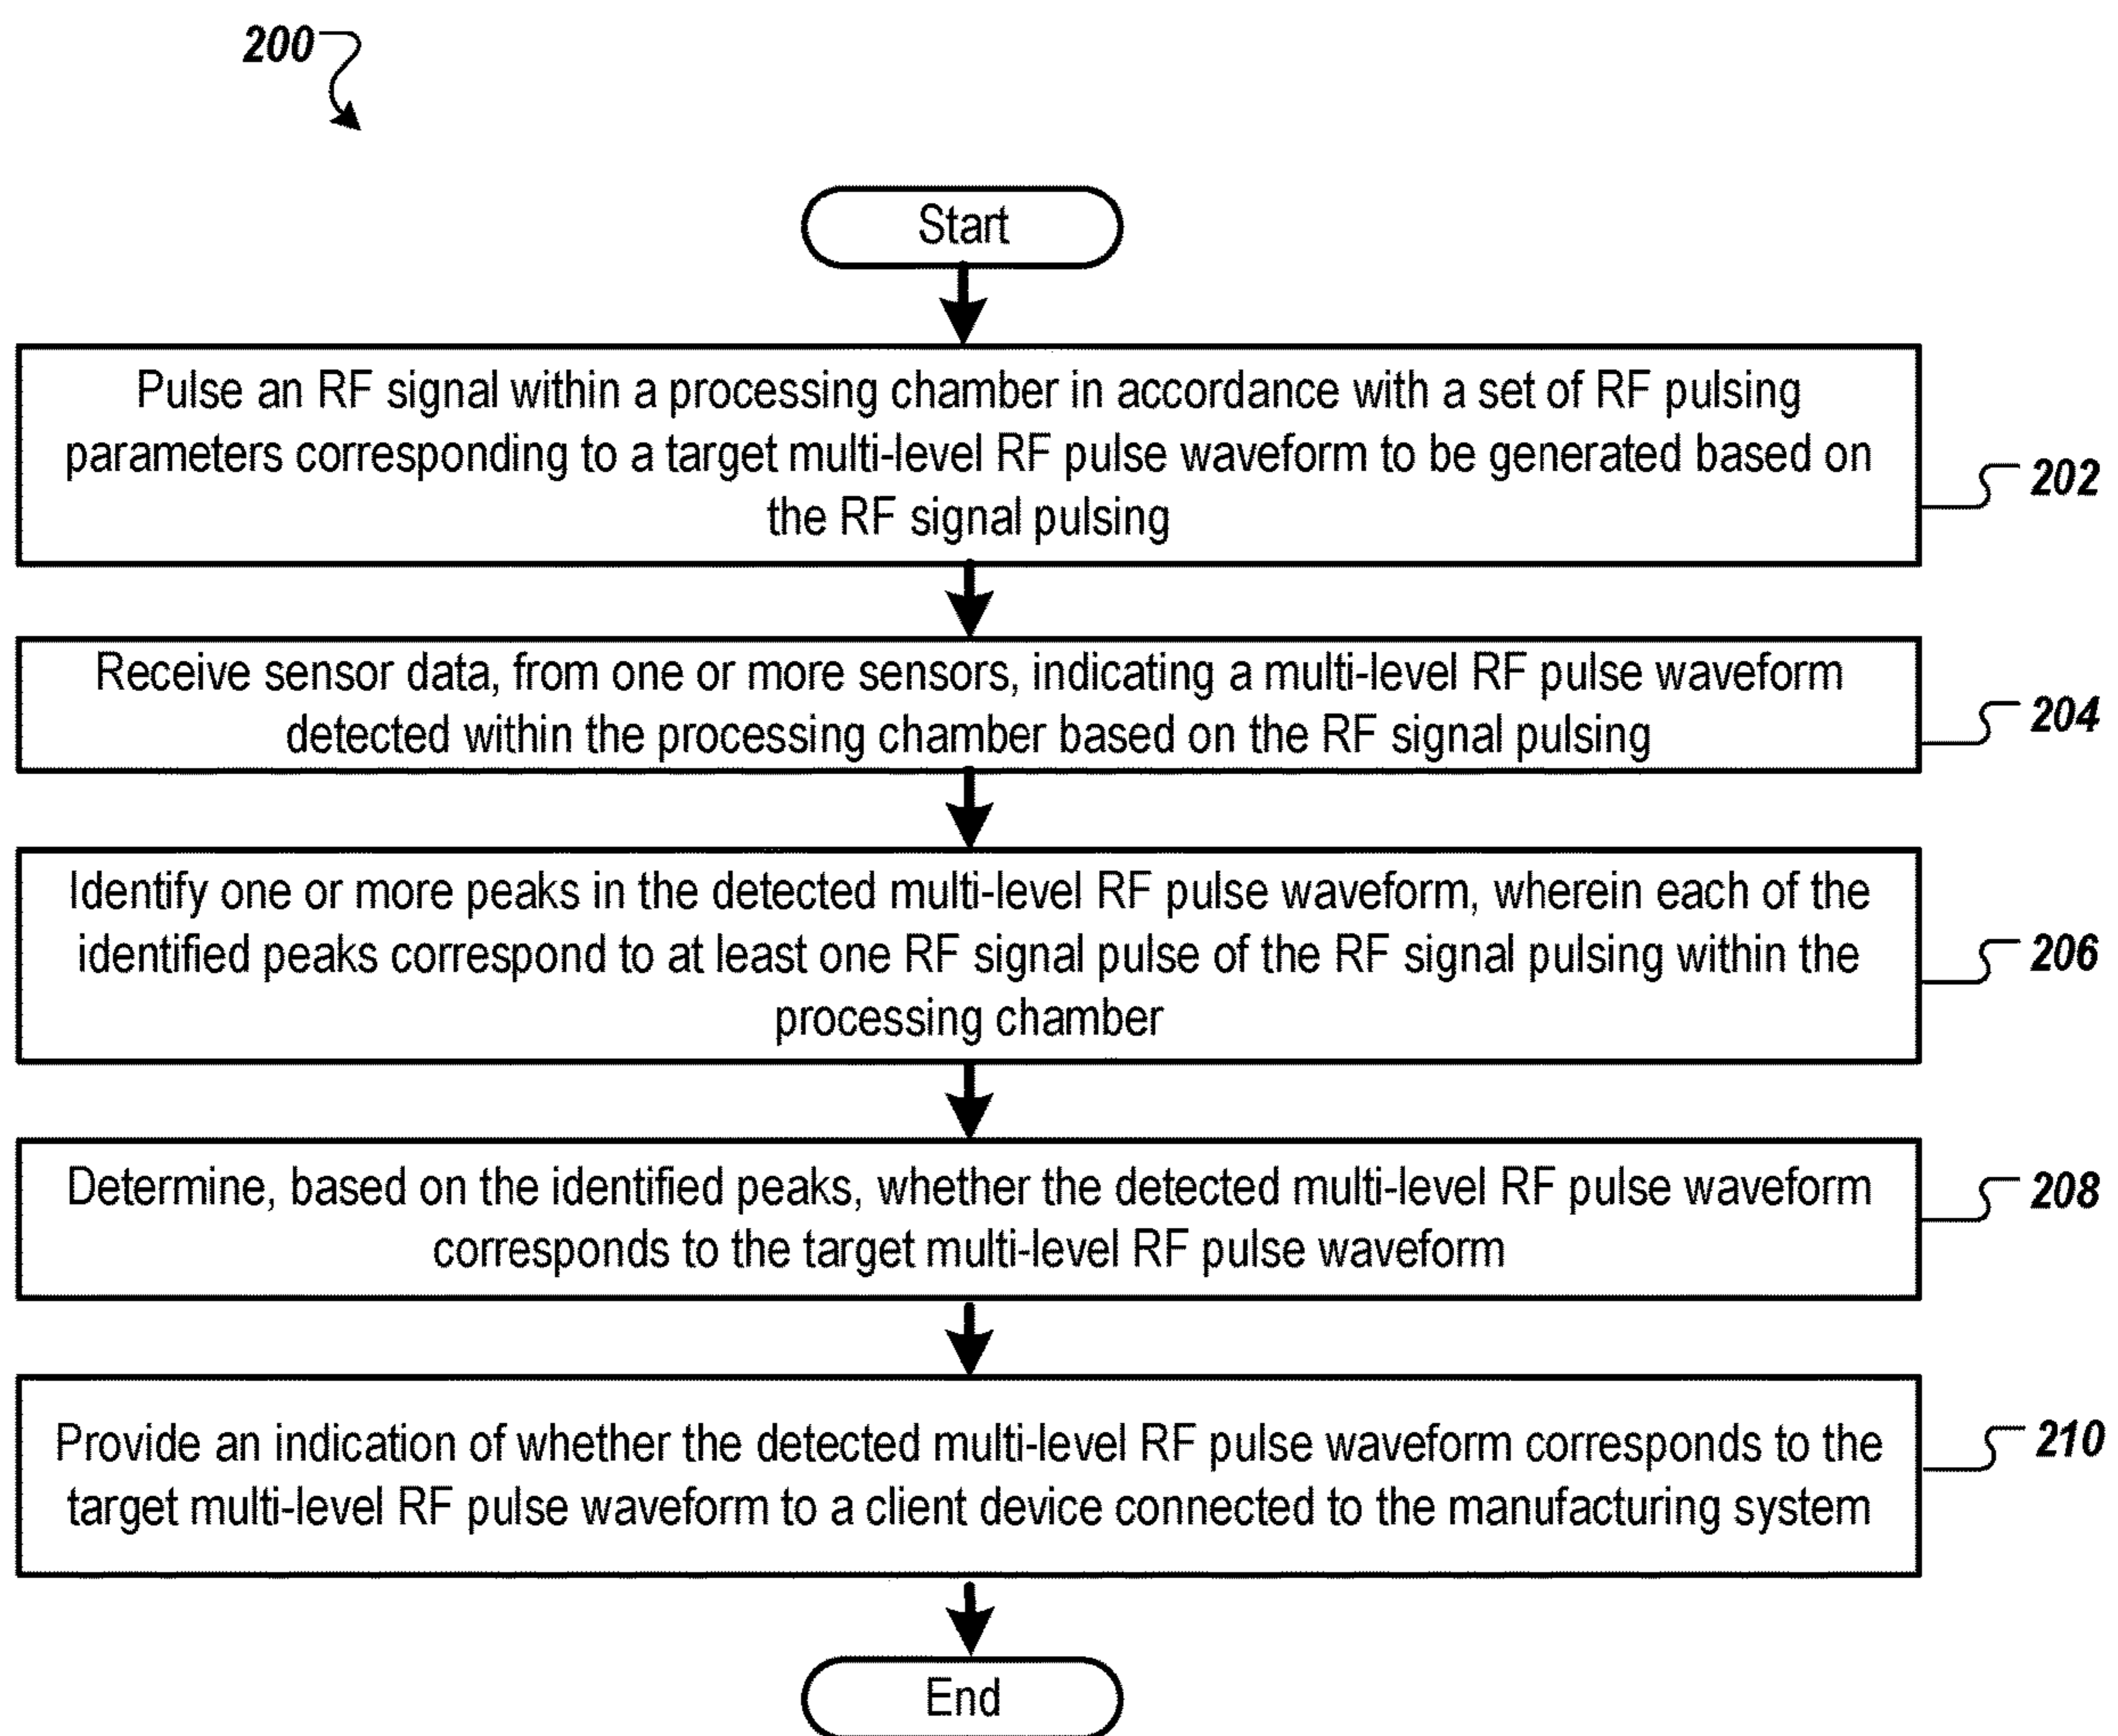 200
Start
Pulse an RF signal within a processing chamber in accordance with a set of RF pulsing
parameters corresponding to a target multi-level RF pulse waveform to be generated based on
the RF signal pulsing
202
Receive sensor data, from one or more sensors, indicating a multi-level RF pulse waveform
detected within the processing chamber based on the RF signal pulsing
204
Identify one or more peaks in the detected multi-level RF pulse waveform, wherein each of the
identified peaks correspond to at least one RF signal pulse of the RF signal pulsing within the
processing chamber
206
Determine, based on the identified peaks, whether the detected multi-level RF pulse waveform
corresponds to the target multi-level RF pulse waveform
208
Provide an indication of whether the detected multi-level RF pulse waveform corresponds to the
target multi-level RF pulse waveform to a client device connected to the manufacturing system
210
End